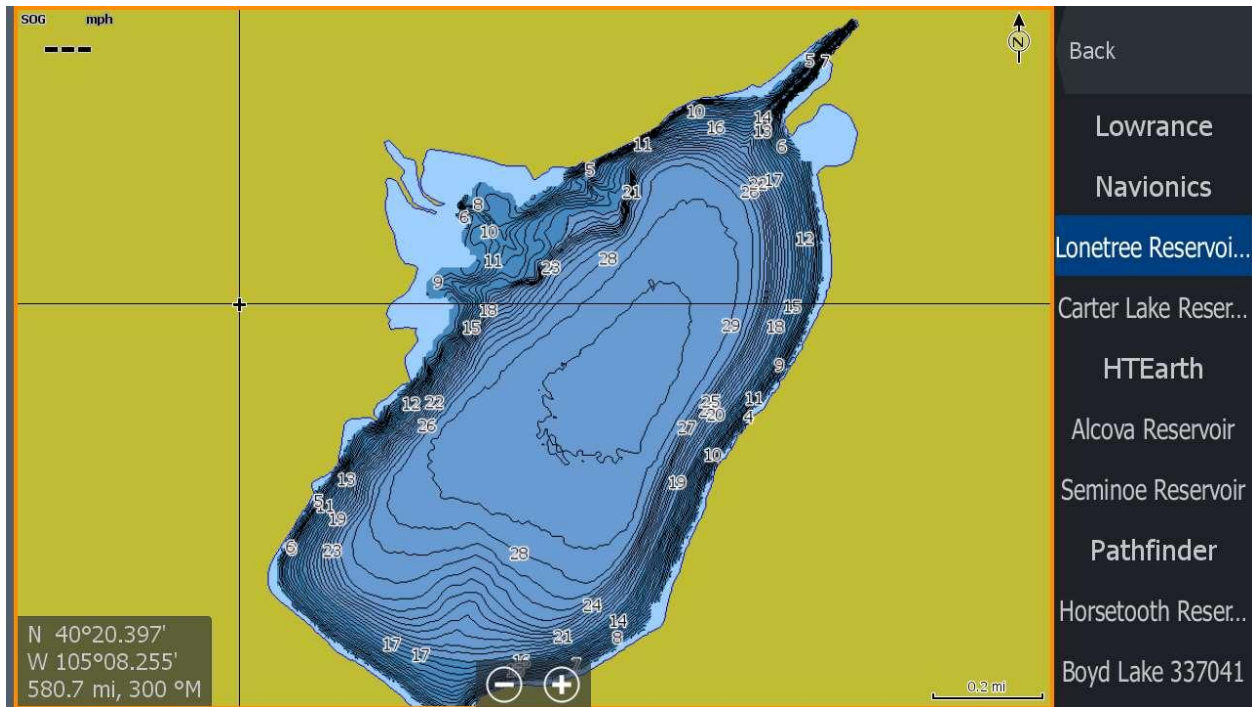 SOG mph
---
N
Back
Lowrance
Navionics
Lonetree Reservoi...
Carter Lake Reser...
HTEarth
Alcova Reservoir
Seminoe Reservoir
Pathfinder
Horsetooth Reser...
Boyd Lake 337041
5 7
10
16
14
13
6
11
5
21
22 17
8
6
10
12
11
23
28
9
18
15
15
29
18
9
12 22
26
25
11
20
4
27
10
13
19
5
11
19
6
23
28
24
14
21
8
17
17
7
N 40°20.397'
W 105°08.255'
580.7 mi, 300 °M
− +
0.2 mi